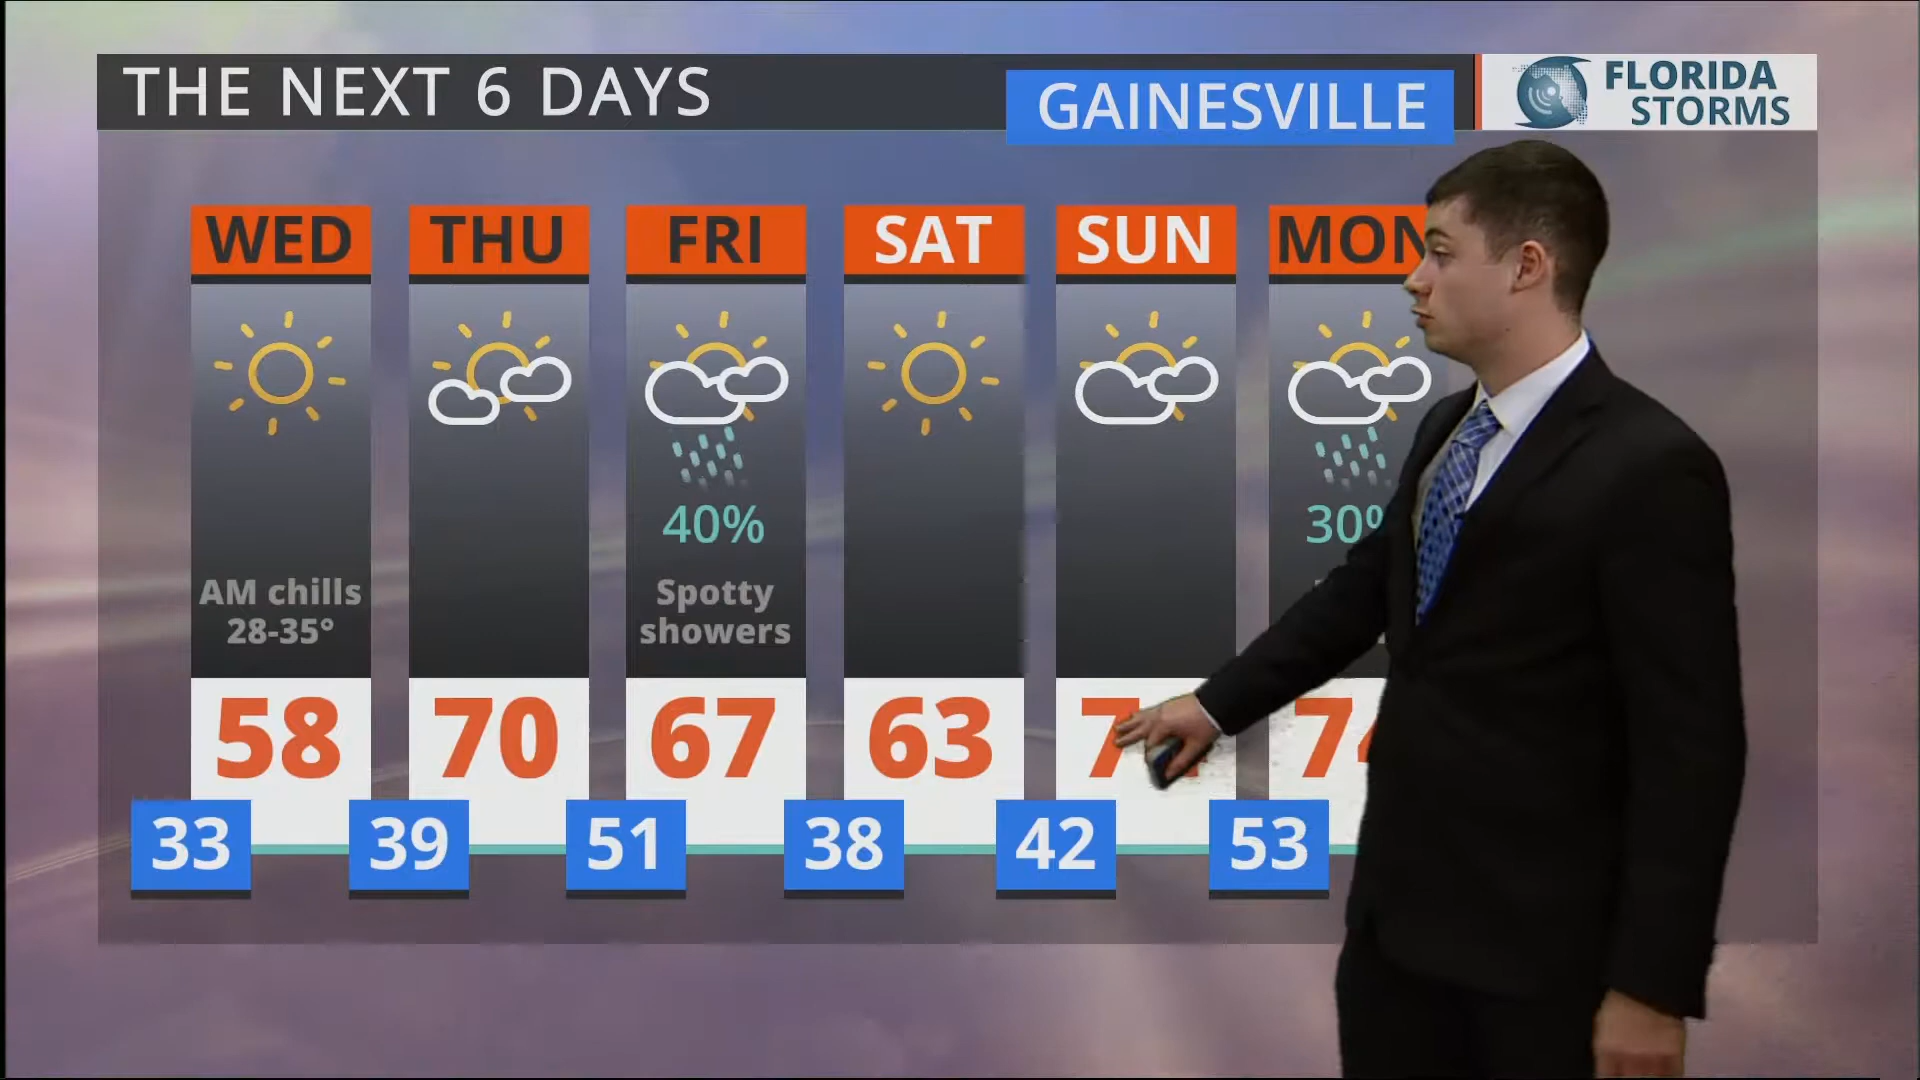 THE NEXT 6 DAYS
GAINESVILLE
FLORIDA
STORMS
WED THU FRI SAT SUN MON
40%
AM chills
28-35°
Spotty
showers
58 70 67 63
33 39 51 38 42 53